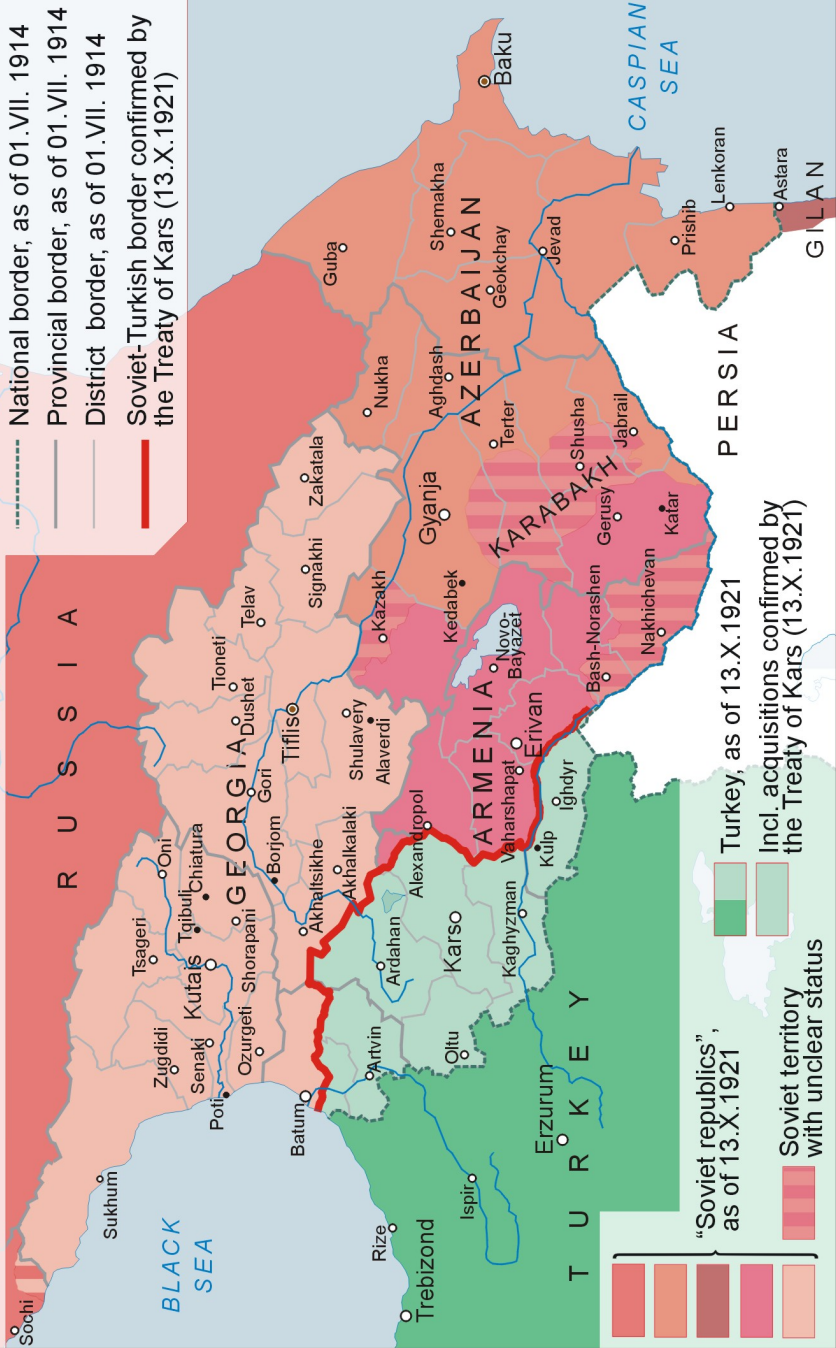 National border, as of 01.VII. 1914
Provincial border, as of 01.VII. 1914
District border, as of 01.VII. 1914
Soviet-Turkish border confirmed by
the Treaty of Kars (13.X.1921)
RUSSIA
Sochi
Sukhum
BLACK
SEA
Tsageri
Oni
Zugdidi
Kutais
Tqibuli
Chiatura
Senaki
Shorapani
Poti
Ozurgeti
GEORGIA
Tioneti
Dushet
Telav
Gori
Tiflis
Signakhi
Zakatala
Borjom
Akhaltsikhe
Akhalkalaki
Shulavery
Alaverdi
Batum
Artvin
Ardahan
Kars
Oltu
Kaghyzman
Kulp
Ighdyr
Alexandropol
ARMENIA
Vaharshapat
Erivan
Novo-
Bayazet
Bash-Norashen
Nakhichevan
Kazakh
Kedabek
Gyanja
KARABAKH
Gerusy
Katar
Shusha
Jabrail
Terter
Aghdash
Nukha
AZERBAIJAN
Guba
Shemakha
Geokchay
Jevad
Baku
CASPIAN
SEA
Prishib
Lenkoran
Astara
GILAN
PERSIA
Rize
Trebizond
Ispir
Erzurum
TURKEY
"Soviet republics",
as of 13.X.1921
Soviet territory
with unclear status
Turkey, as of 13.X.1921
Incl. acquisitions confirmed by
the Treaty of Kars (13.X.1921)